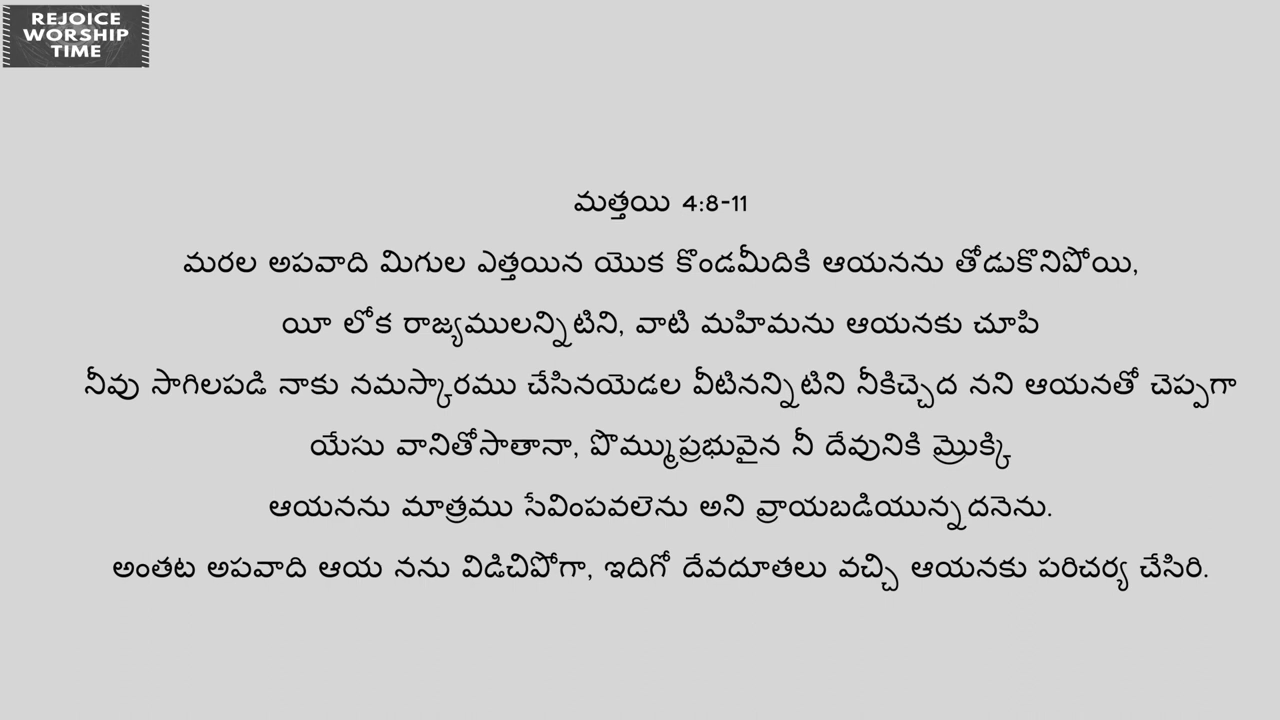 REJOICE
WORSHIP
TIME
మత్తయి 4:8-11
మరల అపవాది మిగుల ఎత్తయిన యొక కొండమీదికి ఆయనను తోడుకొనిపోయి,
యీ లోక రాజ్యములన్నిటిని, వాటి మహిమను ఆయనకు చూపి
నీవు సాగిలపడి నాకు నమస్కారము చేసినయెడల వీటినన్నిటిని నీకిచ్చెద నని ఆయనతో చెప్పగా
యేసు వానితోసాతానా, పొమ్ముప్రభువైన నీ దేవునికి మ్రొక్కి
ఆయనను మాత్రము సేవింపవలెను అని వ్రాయబడియున్నదనెను.
అంతట అపవాది ఆయ నను విడిచిపోగా, ఇదిగో దేవదూతలు వచ్చి ఆయనకు పరిచర్య చేసిరి.